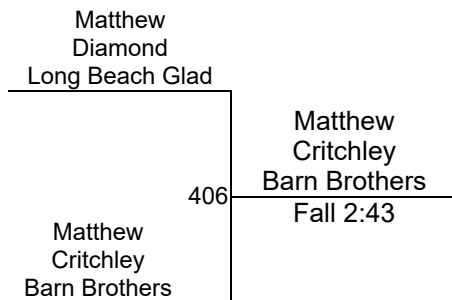 Matthew
Diamond
Long Beach Glad
Matthew
Critchley
Barn Brothers
406
Fall 2:43
Matthew
Critchley
Barn Brothers